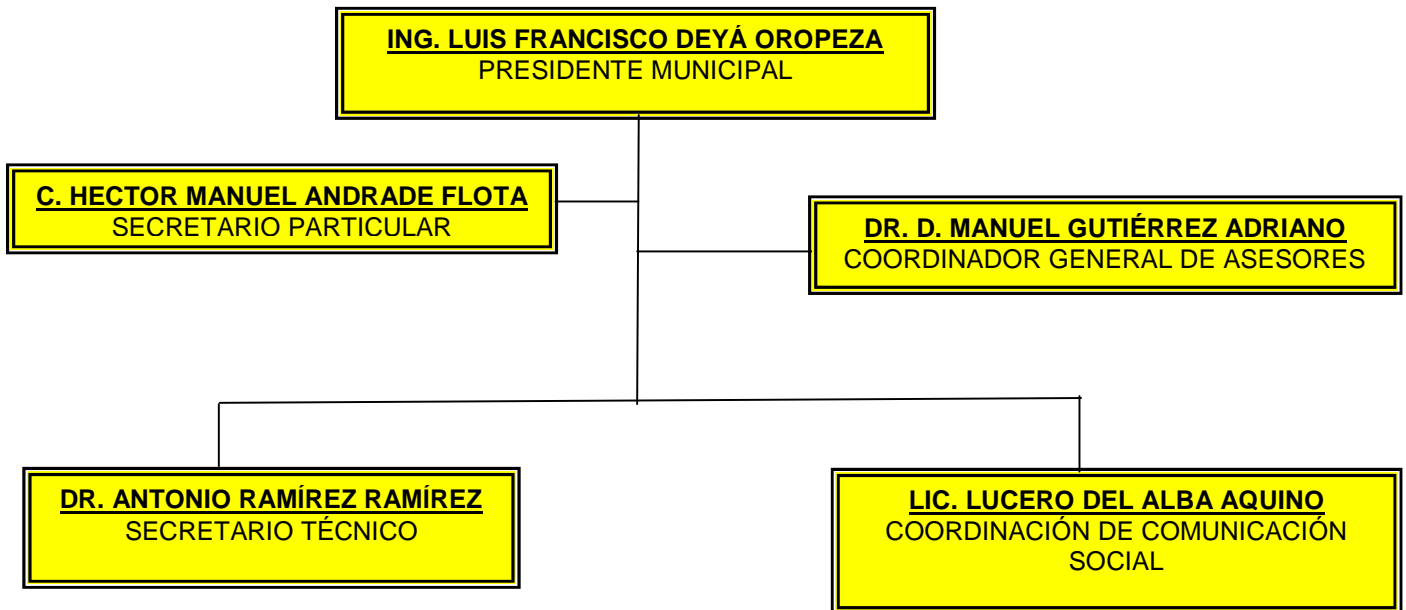 ING. LUIS FRANCISCO DEYÁ OROPEZA
PRESIDENTE MUNICIPAL
C. HECTOR MANUEL ANDRADE FLOTA
SECRETARIO PARTICULAR
DR. D. MANUEL GUTIÉRREZ ADRIANO
COORDINADOR GENERAL DE ASESORES
DR. ANTONIO RAMÍREZ RAMÍREZ
SECRETARIO TÉCNICO
LIC. LUCERO DEL ALBA AQUINO
COORDINACIÓN DE COMUNICACIÓN
SOCIAL